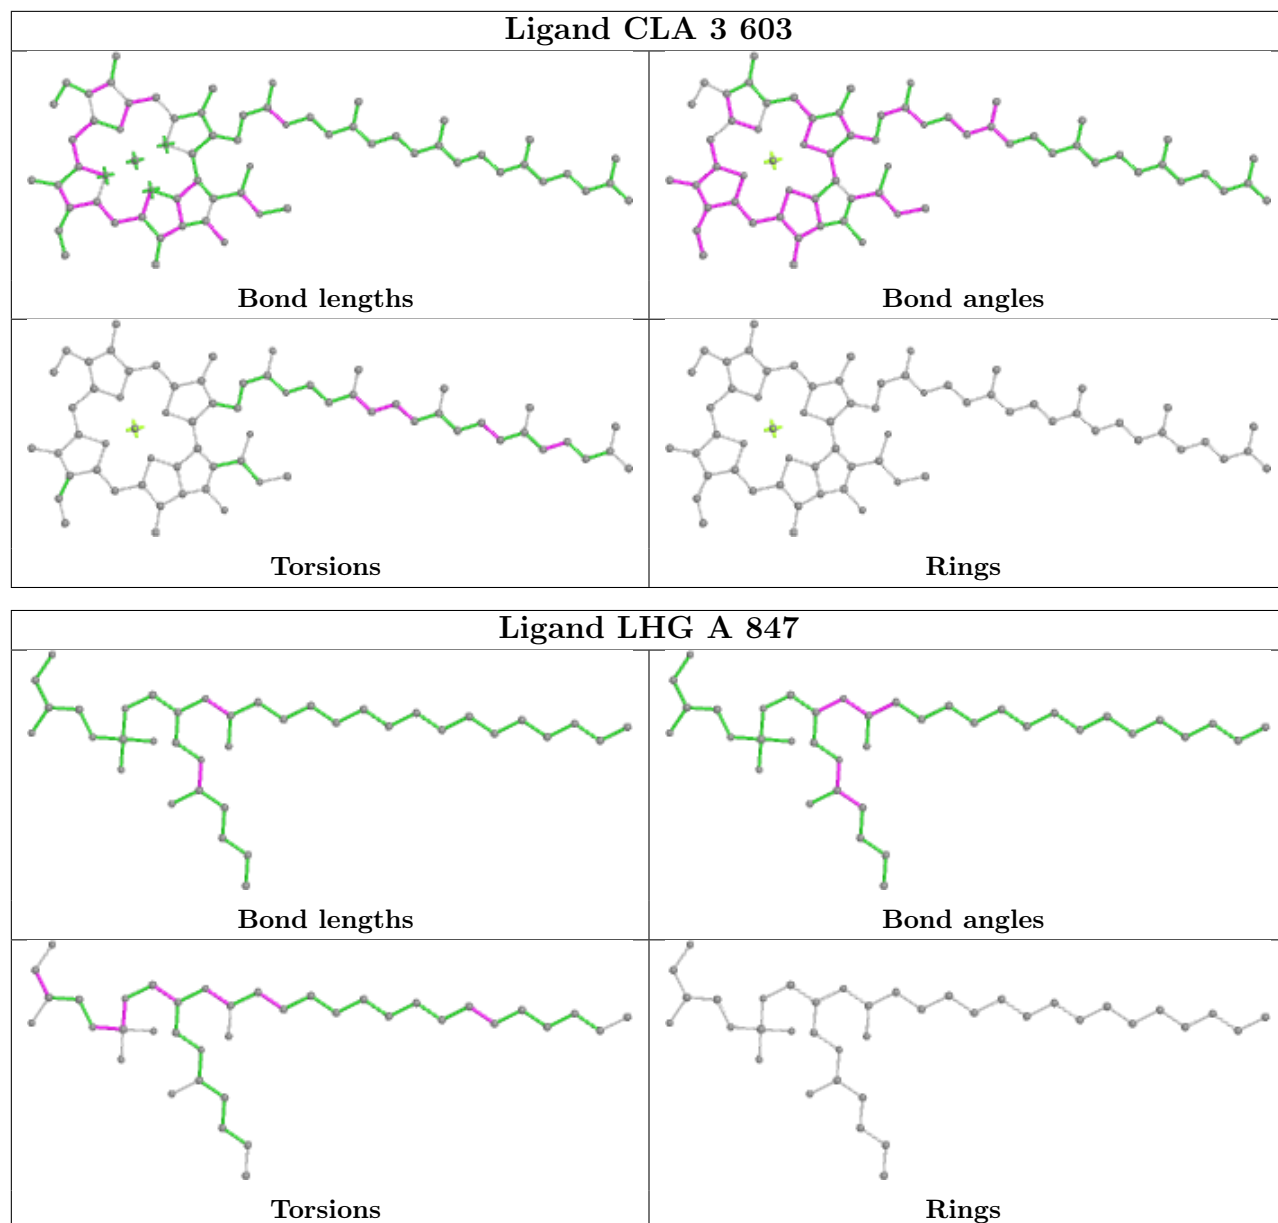 Ligand CLA 3 603
Bond lengths
Bond angles
Torsions
Rings
Ligand LHG A 847
Bond lengths
Bond angles
Torsions
Rings